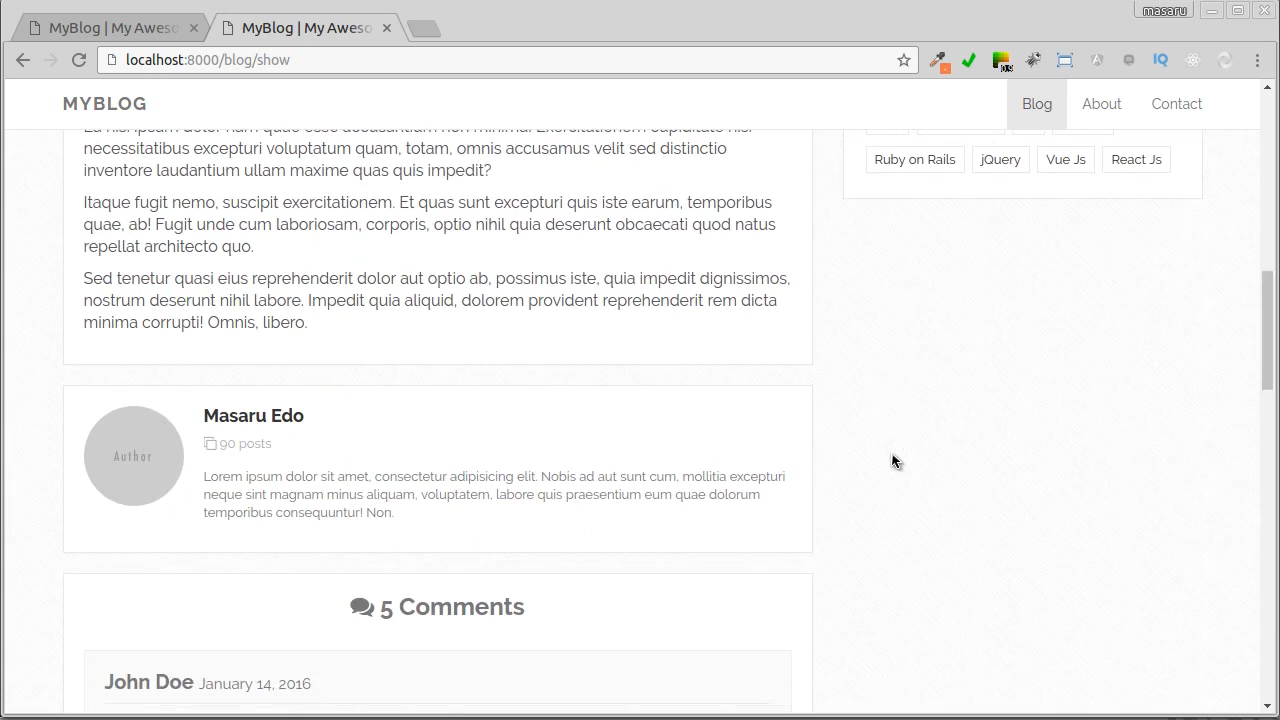 masaru
MyBlog | My Aweso
MyBlog | My Aweso
localhost:8000/blog/show
MYBLOG
Blog
About
Contact
necessitatibus excepturi voluptatum quam, totam, omnis accusamus velit sed distinctio
inventore laudantium ullam maxime quas quis impedit?
Itaque fugit nemo, suscipit exercitationem. Et quas sunt excepturi quis iste earum, temporibus
quae, ab! Fugit unde cum laboriosam, corporis, optio nihil quia deserunt obcaecati quod natus
repellat architecto quo.
Sed tenetur quasi eius reprehenderit dolor aut optio ab, possimus iste, quia impedit dignissimos,
nostrum deserunt nihil labore. Impedit quia aliquid, dolorem provident reprehenderit rem dicta
minima corrupti! Omnis, libero.
Ruby on Rails
jQuery
Vue Js
React Js
Author
Masaru Edo
90 posts
Lorem ipsum dolor sit amet, consectetur adipisicing elit. Nobis ad aut sunt cum, mollitia excepturi
neque sint magnam minus aliquam, voluptatem, labore quis praesentium eum quae dolorum
temporibus consequuntur! Non.
5 Comments
John Doe January 14, 2016